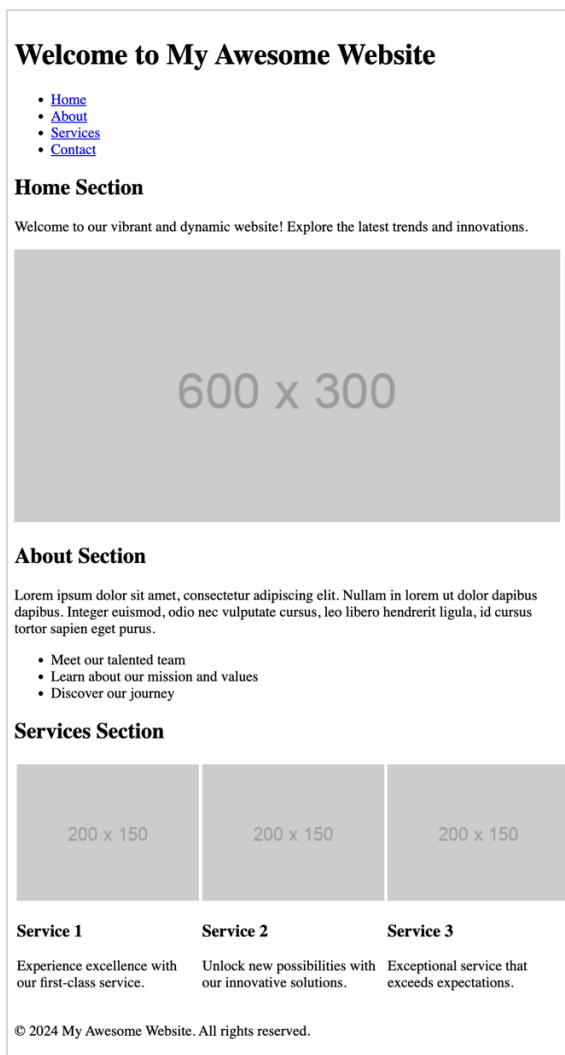 Welcome to My Awesome Website
Home
About
Services
Contact
Home Section
Welcome to our vibrant and dynamic website! Explore the latest trends and innovations.
600 x 300
About Section
Lorem ipsum dolor sit amet, consectetur adipiscing elit. Nullam in lorem ut dolor dapibus
dapibus. Integer euismod, odio nec vulputate cursus, leo libero hendrerit ligula, id cursus
tortor sapien eget purus.
Meet our talented team
Learn about our mission and values
Discover our journey
Services Section
200 x 150
200 x 150
200 x 150
Service 1
Experience excellence with
our first-class service.
Service 2
Unlock new possibilities with
our innovative solutions.
Service 3
Exceptional service that
exceeds expectations.
© 2024 My Awesome Website. All rights reserved.